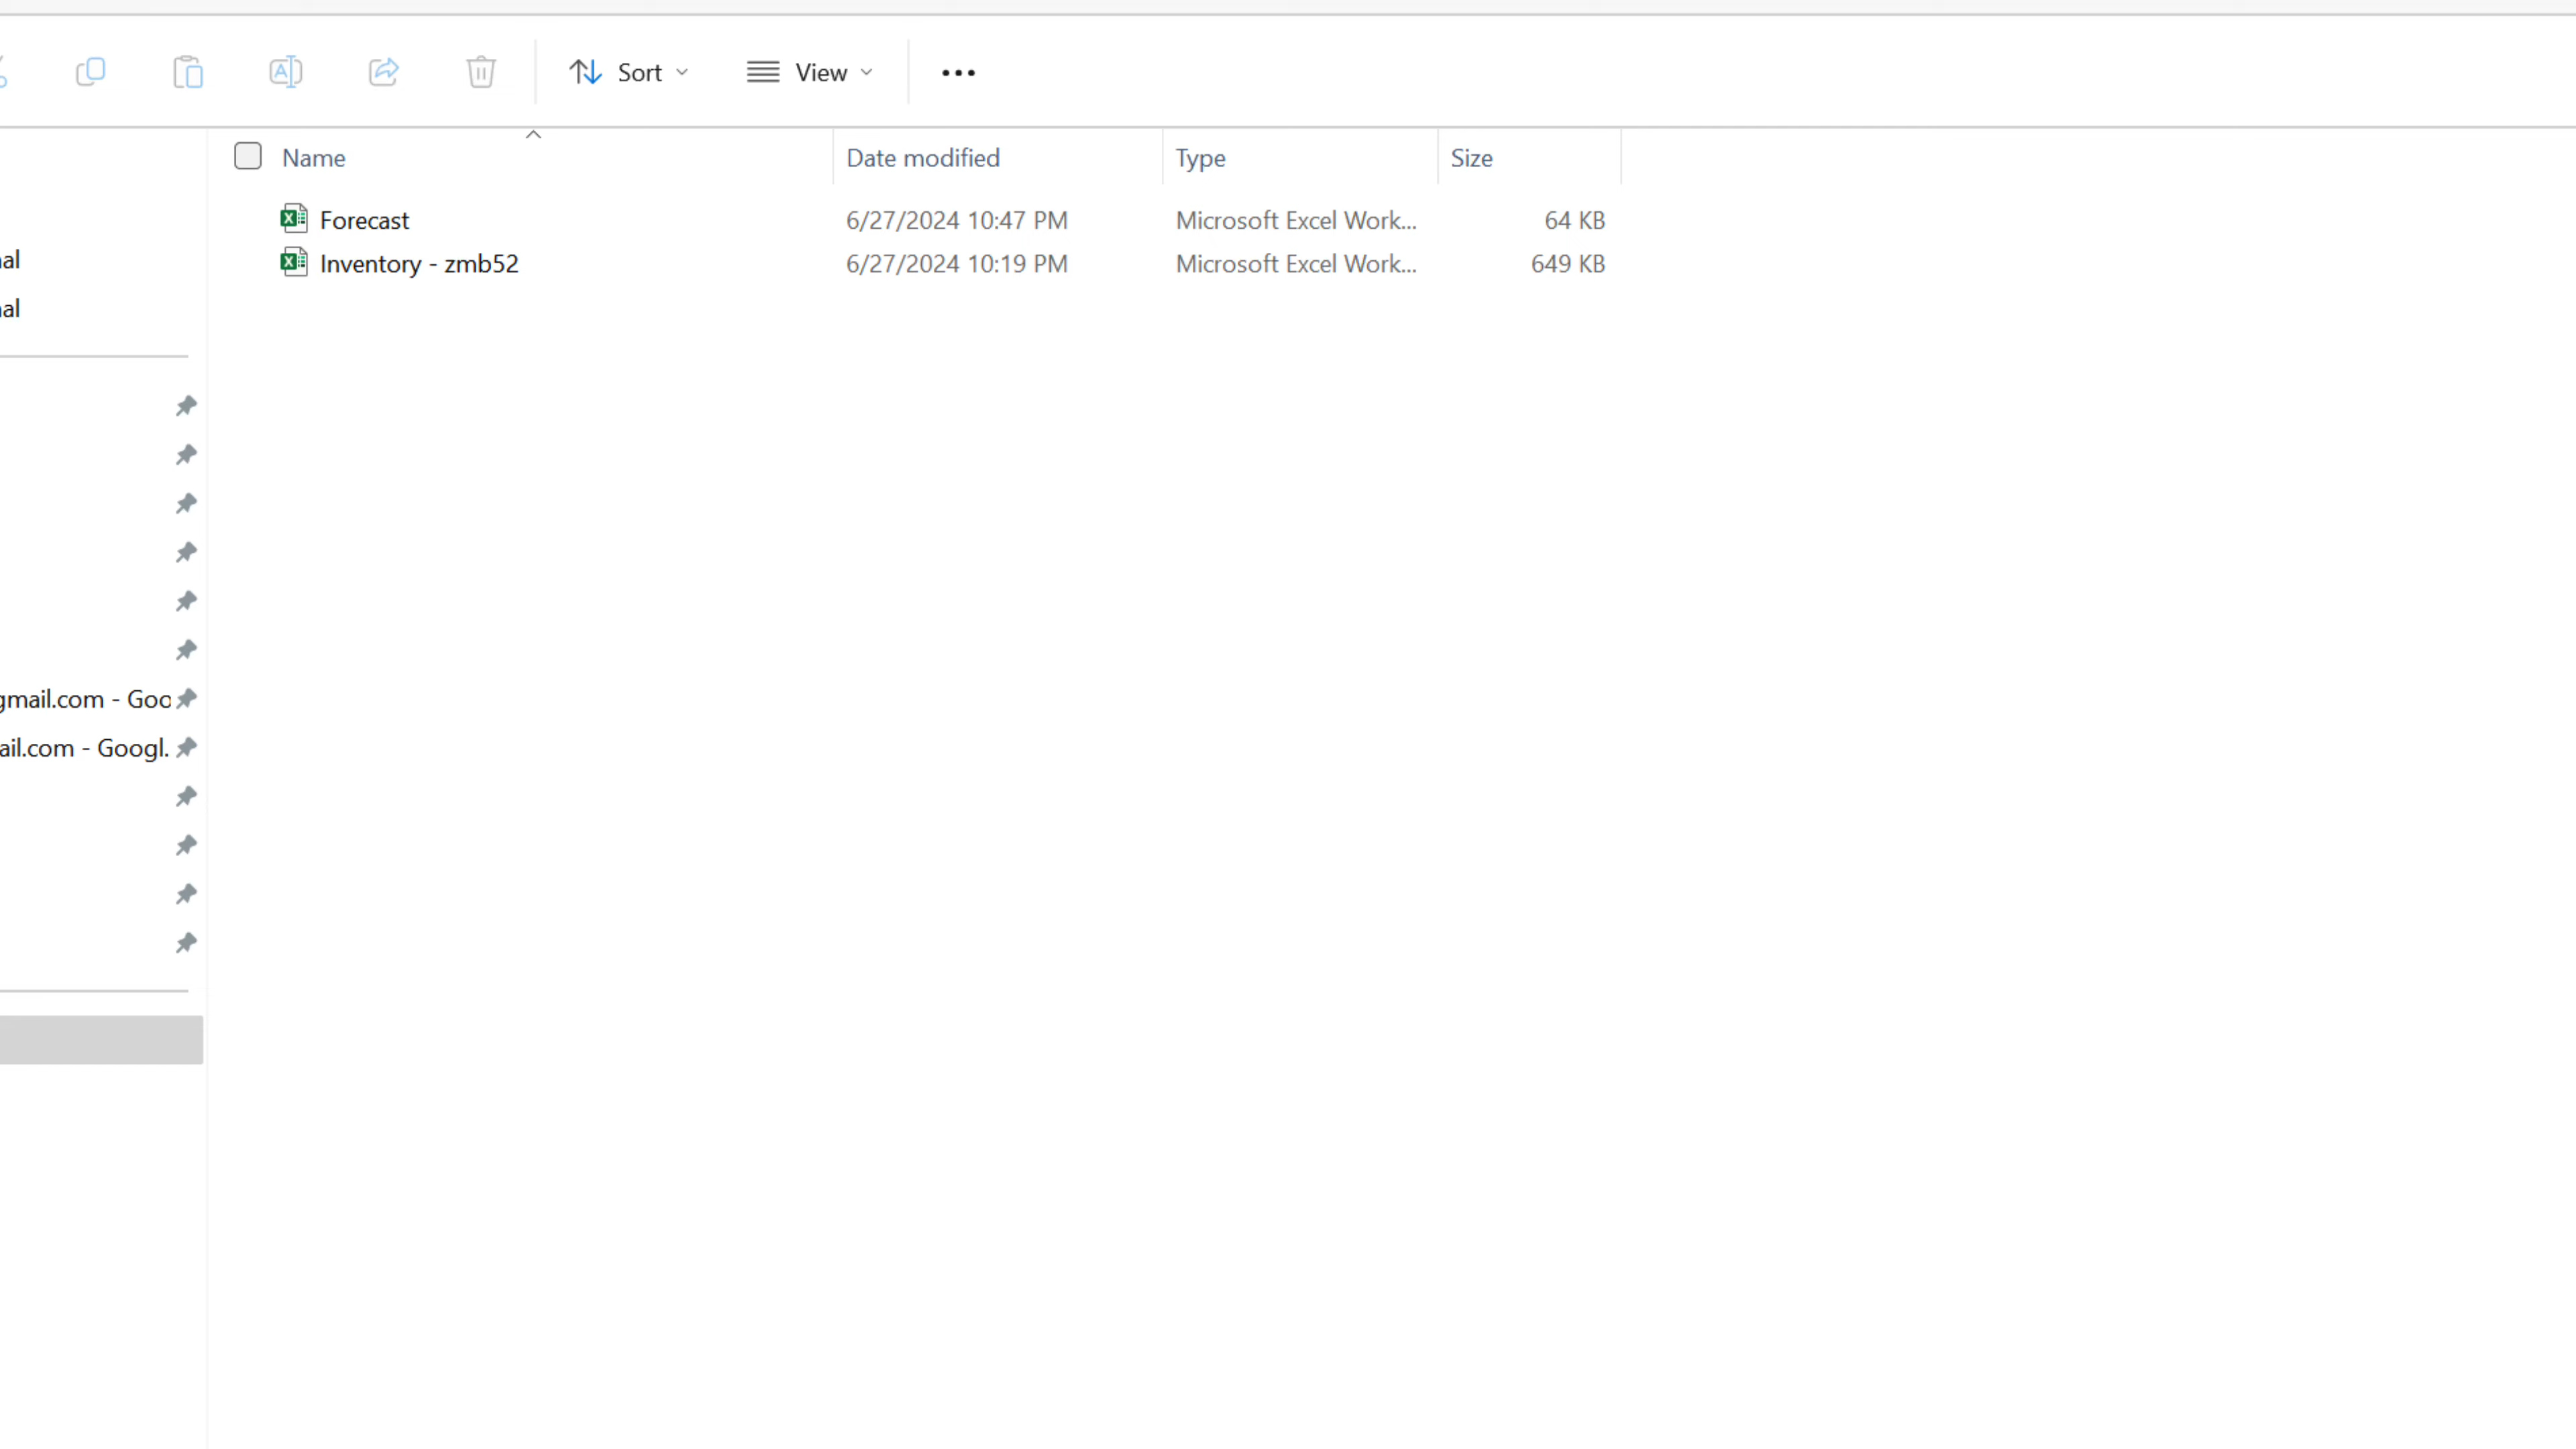 Sort
View
Name
Date modified
Type
Size
Forecast
6/27/2024 10:47 PM
Microsoft Excel Work...
64 KB
Inventory - zmb52
6/27/2024 10:19 PM
Microsoft Excel Work...
649 KB
al
al
gmail.com - Goo
ail.com - Googl.